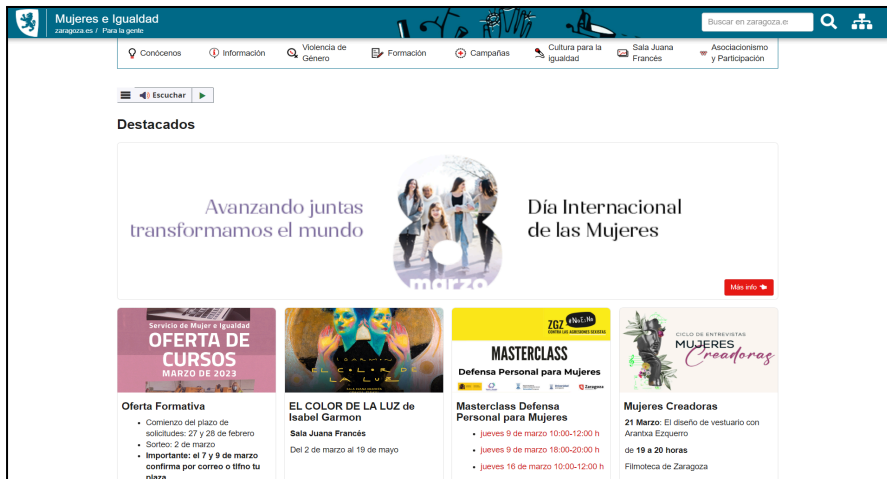 Mujeres e Igualdad
zaragoza.es / Para la gente
Buscar en zaragoza.e
Conócenos
Información
Violencia de
Género
Formación
Campañas
Cultura para la
igualdad
Sala Juana
Francés
Asociacionismo
y Participación
Escuchar
Destacados
Avanzando juntas
transformamos el mundo
8
marzo
Día Internacional
de las Mujeres
Más info
Servicio de Mujer e Igualdad
OFERTA DE
CURSOS
MARZO DE 2023
Oferta Formativa
Comienzo del plazo de
solicitudes: 27 y 28 de febrero
Sorteo: 2 de marzo
Importante: el 7 y 9 de marzo
confirma por correo o tlfno tu
plaza
EL COLOR DE
LA LUZ
EL COLOR DE LA LUZ de
Isabel Garmon
Sala Juana Francés
Del 2 de marzo al 19 de mayo
ZGZ #NoEsNo
CONTRA LAS AGRESIONES SEXISTAS
MASTERCLASS
Defensa Personal para Mujeres
Zaragoza
Masterclass Defensa
Personal para Mujeres
jueves 9 de marzo 10:00-12:00 h
jueves 9 de marzo 18:00-20:00 h
jueves 16 de marzo 10:00-12:00 h
CICLO DE ENTREVISTAS
MUJERES
Creadoras
Mujeres Creadoras
21 Marzo: El diseño de vestuario con
Arantxa Ezquerro
de 19 a 20 horas
Filmoteca de Zaragoza